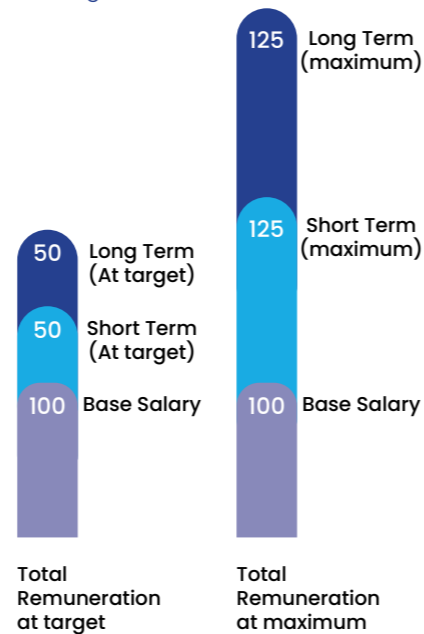 125 Long Term
(maximum)
125 Short Term
(maximum)
50 Long Term
(At target)
50 Short Term
(At target)
100 Base Salary
100 Base Salary
Total
Remuneration
at target
Total
Remuneration
at maximum